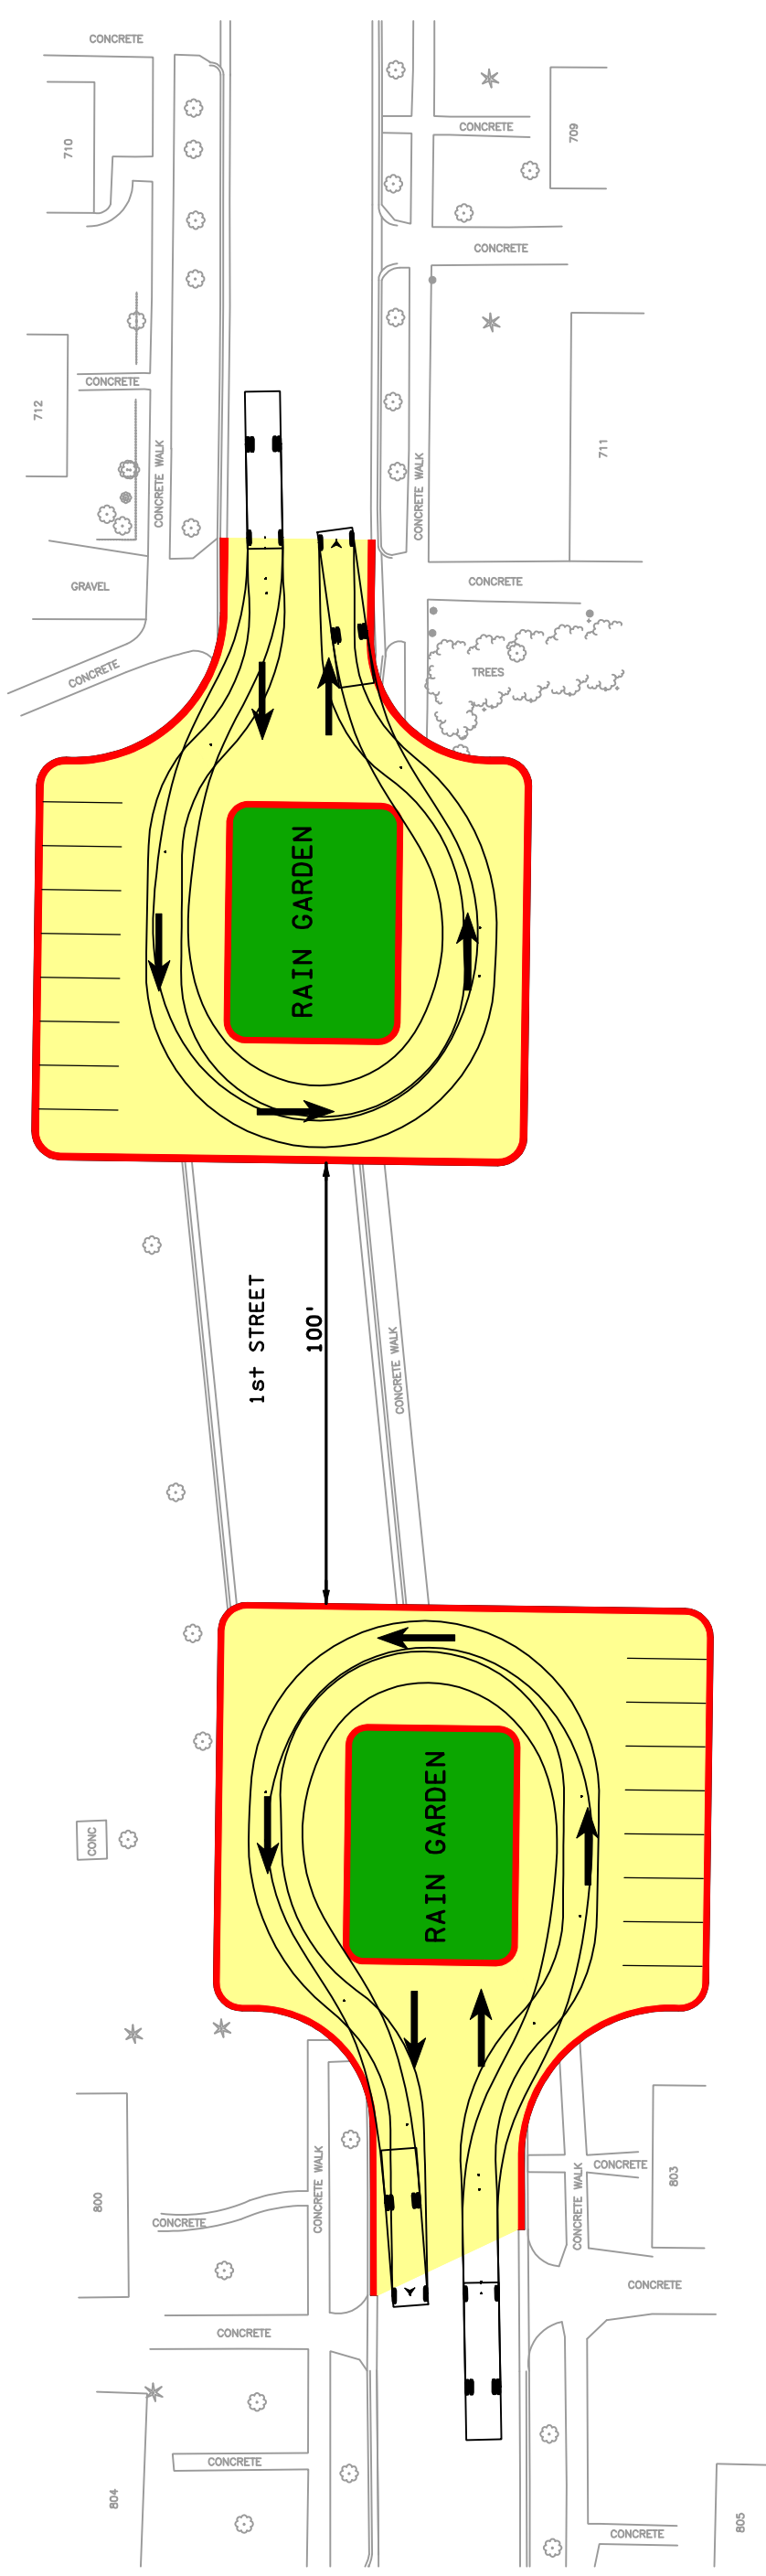 CONCRETE
710
709
CONCRETE
CONCRETE
CONCRETE
712
CONCRETE WALK
CONCRETE WALK
711
GRAVEL
CONCRETE
CONCRETE
TREES
RAIN GARDEN
1st STREET
100'
CONCRETE WALK
RAIN GARDEN
CONC
800
CONCRETE
CONCRETE WALK
CONCRETE WALK
CONCRETE
803
CONCRETE
CONCRETE
CONCRETE
804
CONCRETE
805